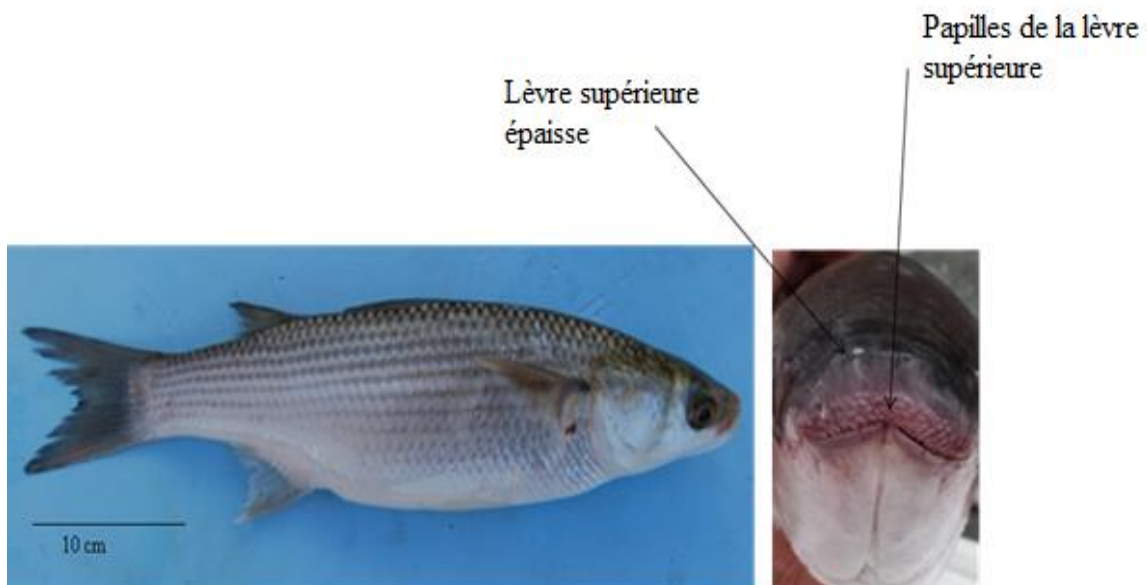 Papilles de la lèvre
supérieure
Lèvre supérieure
épaisse
10 cm